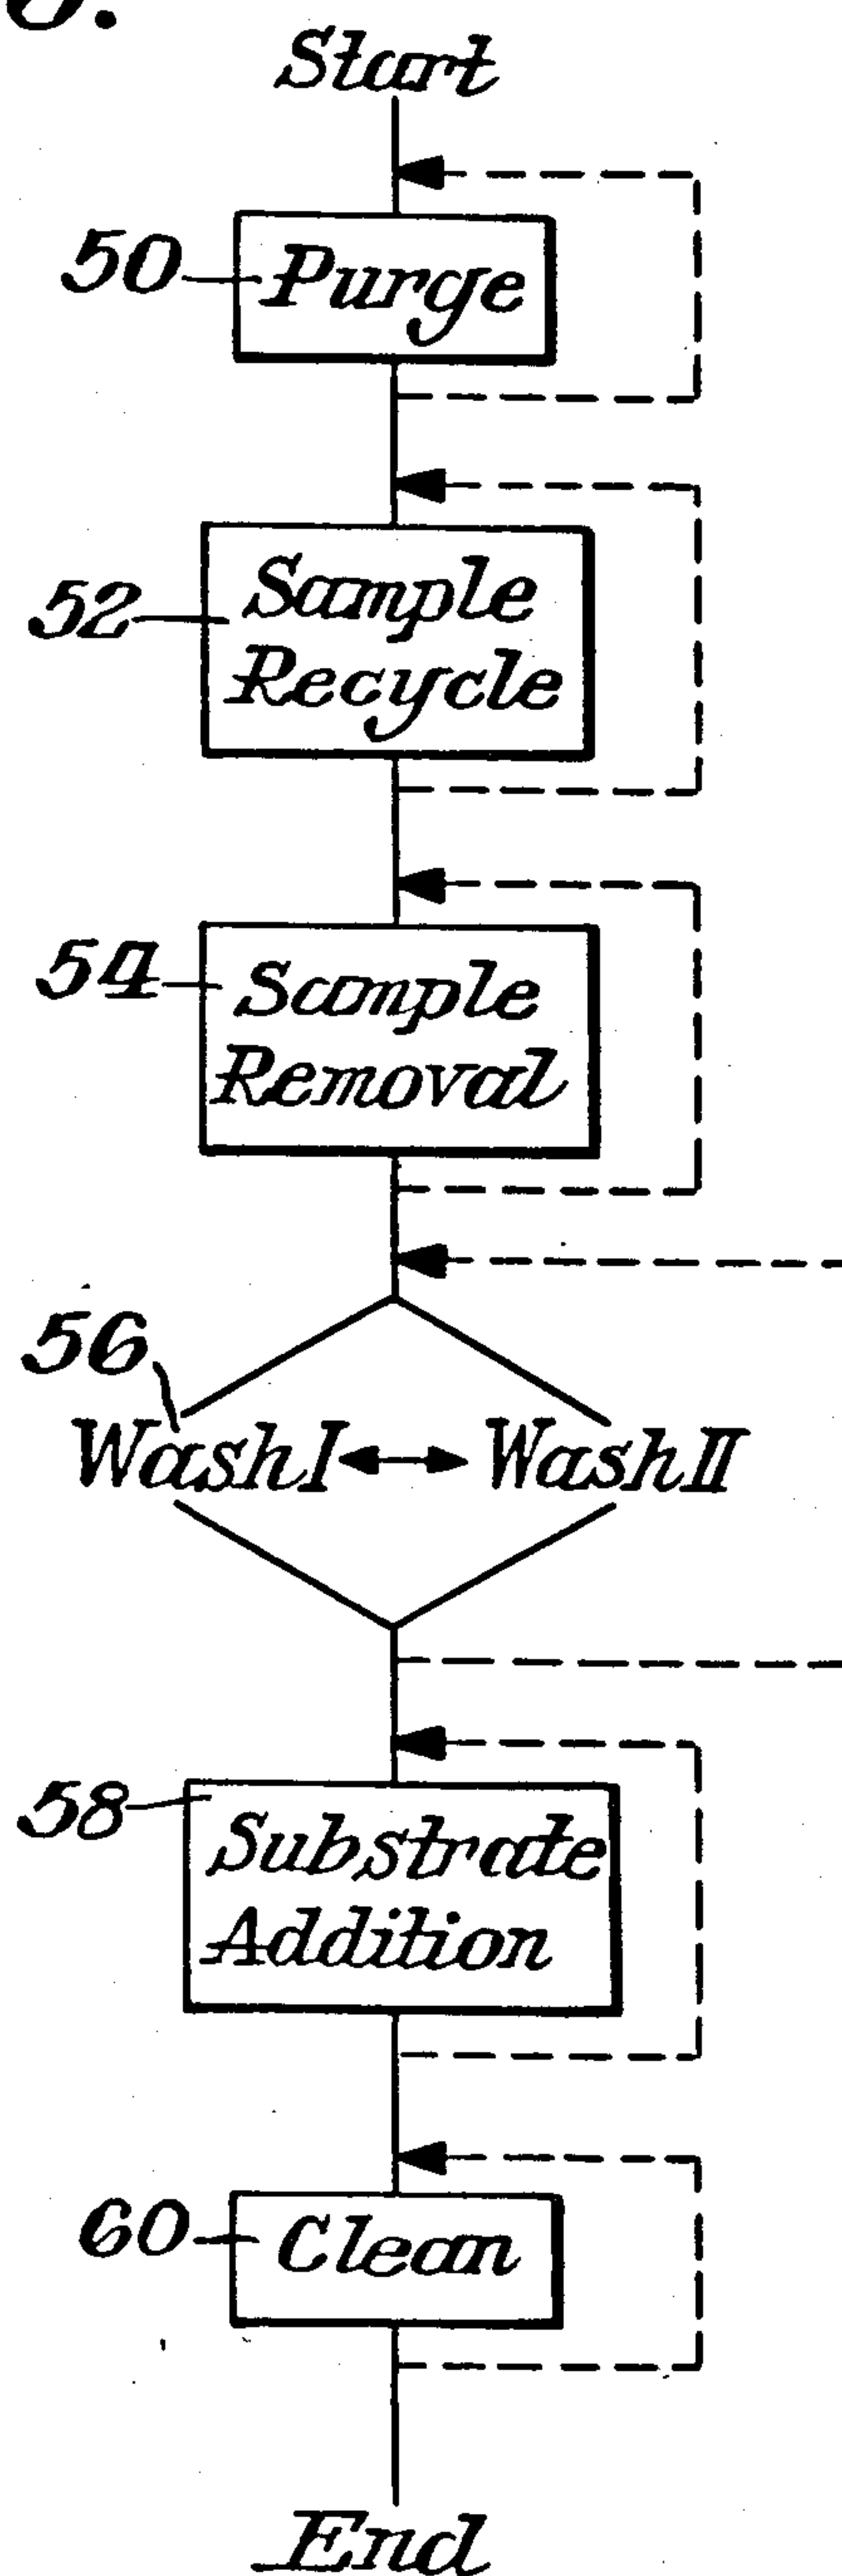 Start
50 Purge
52 Sample
Recycle
54 Sample
Removal
56
Wash I Wash II
58 Substrate
Addition
60 Clean
End